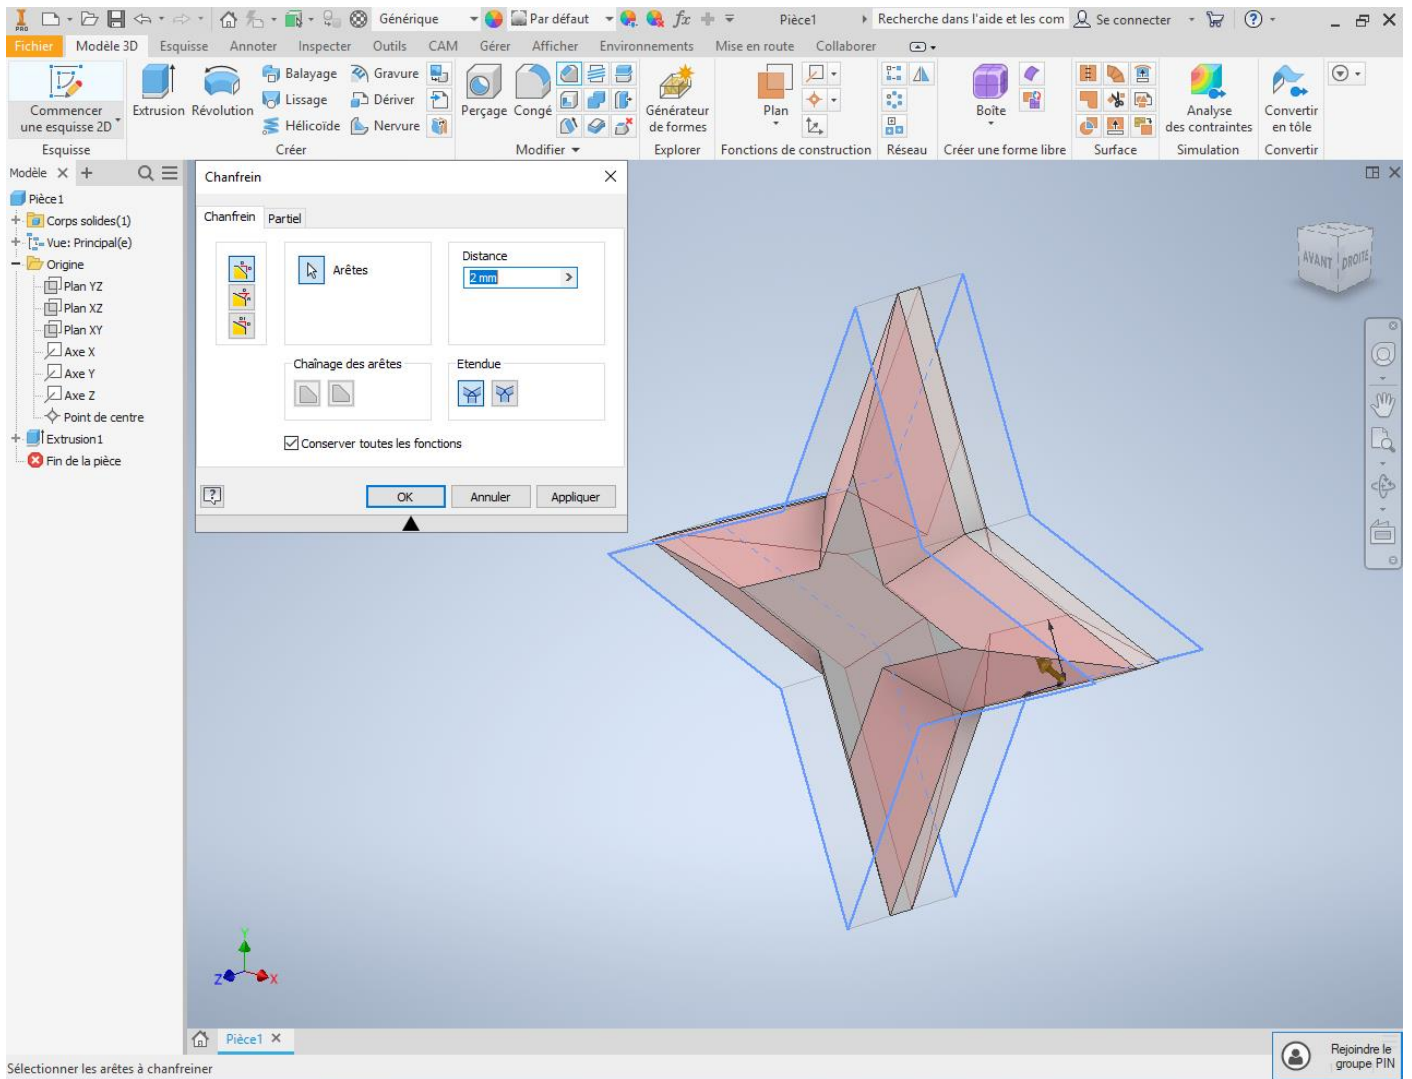 PRO
Générique
Par défaut
fx
Pièce1
Recherche dans l'aide et les com
Se connecter
Fichier
Modèle 3D
Esquisse
Annoter
Inspecter
Outils
CAM
Gérer
Afficher
Environnements
Mise en route
Collaborer
Commencer
une esquisse 2D
Extrusion
Révolution
Balayage
Gravure
Lissage
Dériver
Hélicoïde
Nervure
Perçage
Congé
Générateur
de formes
Plan
Boîte
Analyse
des contraintes
Convertir
en tôle
Esquisse
Créer
Modifier
Explorer
Fonctions de construction
Réseau
Créer une forme libre
Surface
Simulation
Convertir
Modèle
Pièce1
Corps solides(1)
Vue: Principal(e)
Origine
Plan YZ
Plan XZ
Plan XY
Axe X
Axe Y
Axe Z
Point de centre
Extrusion1
Fin de la pièce
Chanfrein
Chanfrein
Partiel
Arêtes
Distance
2 mm
Chaînage des arêtes
Etendue
Conserver toutes les fonctions
OK
Annuler
Appliquer
AVANT
DROITE
Y
Z
X
Pièce1
Sélectionner les arêtes à chanfreiner
Rejoindre le
groupe PIN